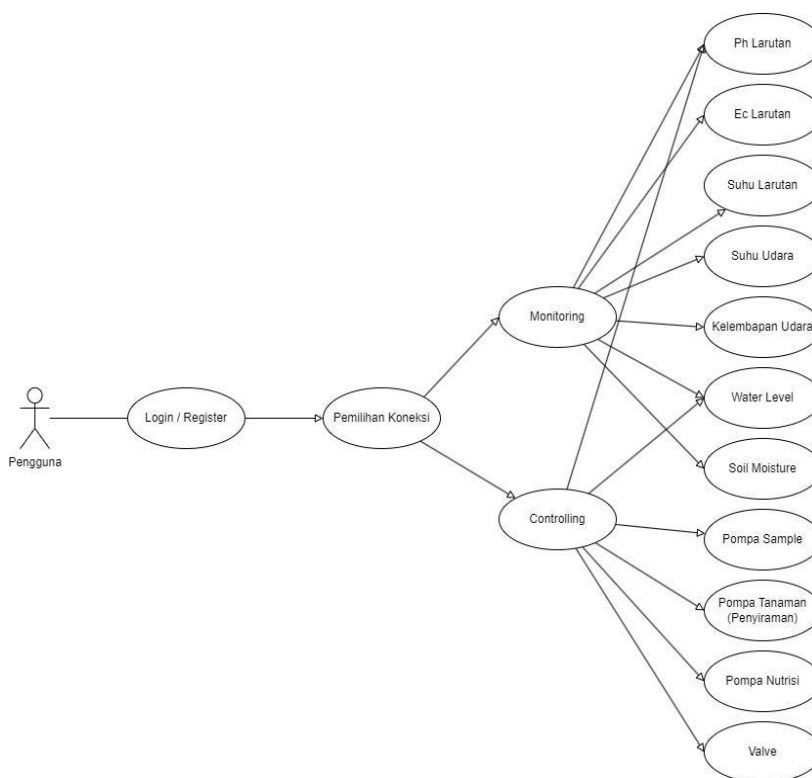 Ph Larutan
Ec Larutan
Suhu Larutan
Suhu Udara
Monitoring
Kelembapan Udara
Water Level
Login / Register
Pemilihan Koneksi
Pengguna
Soil Moisture
Controlling
Pompa Sample
Pompa Tanaman
(Penyiraman)
Pompa Nutrisi
Valve